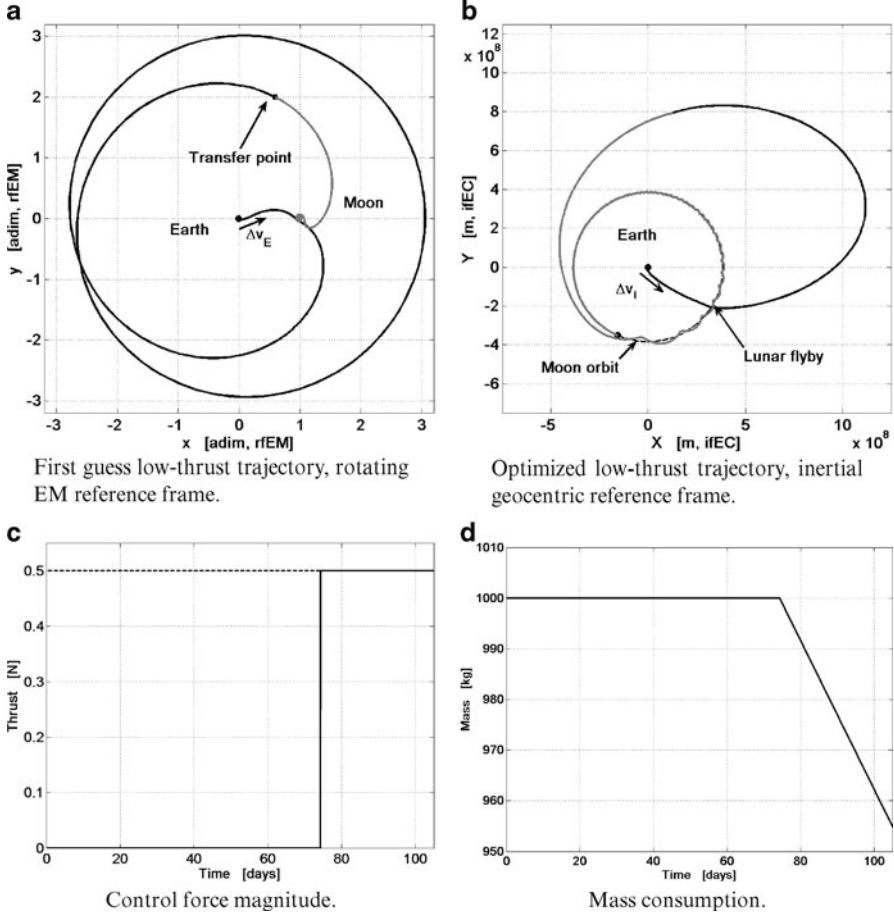 a
3
2
1
0
-1
-2
-3
-3
-2
-1
0
1
2
3
y [adim, rfEM]
x [adim, rfEM]
Transfer point
Moon
Earth
Δv_E
First guess low-thrust trajectory, rotating
EM reference frame.
b
x 10^8
12
10
8
6
4
2
0
-2
-4
-6
-5
0
5
10
x 10^8
Y [m, ifEC]
X [m, ifEC]
Earth
Δv_I
Moon orbit
Lunar flyby
Optimized low-thrust trajectory, inertial
geocentric reference frame.
c
0.5
0.4
0.3
0.2
0.1
0
0
20
40
60
80
100
Thrust [N]
Time [days]
Control force magnitude.
d
1010
1000
990
980
970
960
950
0
20
40
60
80
100
Mass [kg]
Time [days]
Mass consumption.